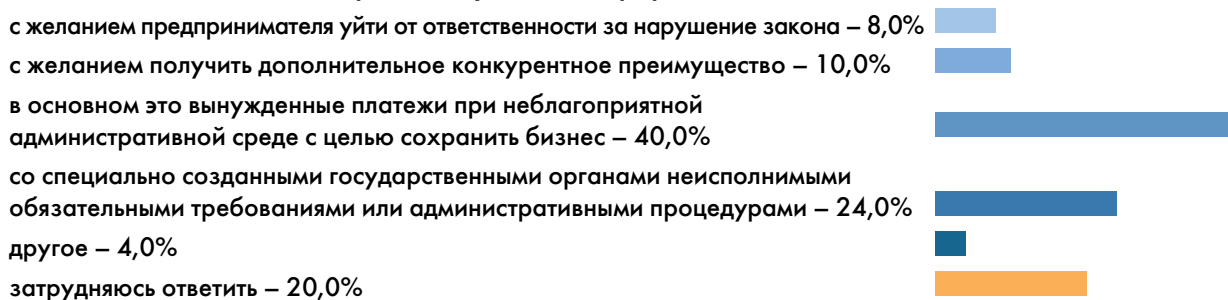 с желанием предпринимателя уйти от ответственности за нарушение закона – 8,0%
с желанием получить дополнительное конкурентное преимущество – 10,0%
в основном это вынужденные платежи при неблагоприятной
административной среде с целью сохранить бизнес – 40,0%
со специально созданными государственными органами неисполнимыми
обязательными требованиями или административными процедурами – 24,0%
другое – 4,0%
затрудняюсь ответить – 20,0%